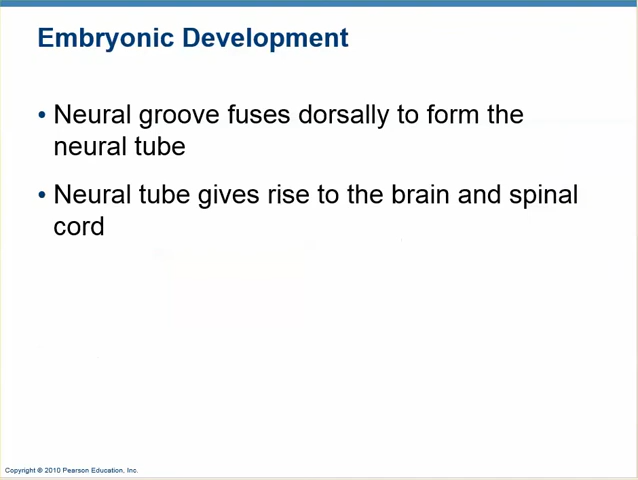 Embryonic Development
• Neural groove fuses dorsally to form the
neural tube
• Neural tube gives rise to the brain and spinal
cord
Copyright © 2010 Pearson Education, Inc.